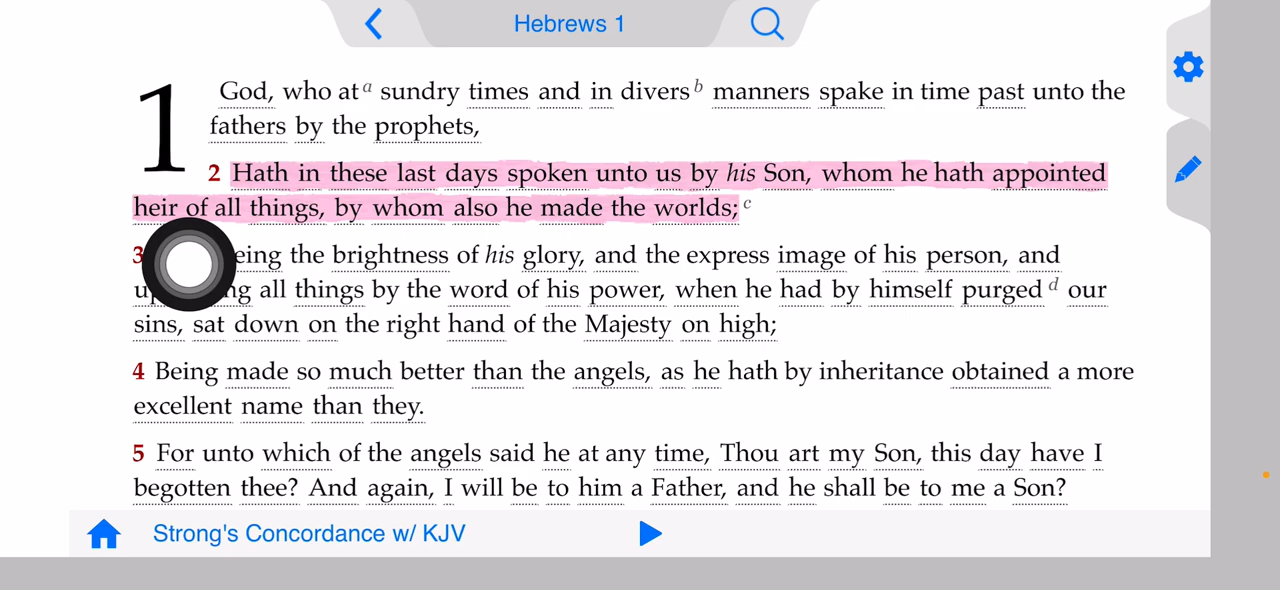 Hebrews 1
1 God, who at a sundry times and in divers b manners spake in time past unto the
fathers by the prophets,
2 Hath in these last days spoken unto us by his Son, whom he hath appointed
heir of all things, by whom also he made the worlds; c
3 the brightness of his glory, and the express image of his person, and
all things by the word of his power, when he had by himself purged d our
sins, sat down on the right hand of the Majesty on high;
4 Being made so much better than the angels, as he hath by inheritance obtained a more
excellent name than they.
5 For unto which of the angels said he at any time, Thou art my Son, this day have I
begotten thee? And again, I will be to him a Father, and he shall be to me a Son?
Strong's Concordance w/ KJV